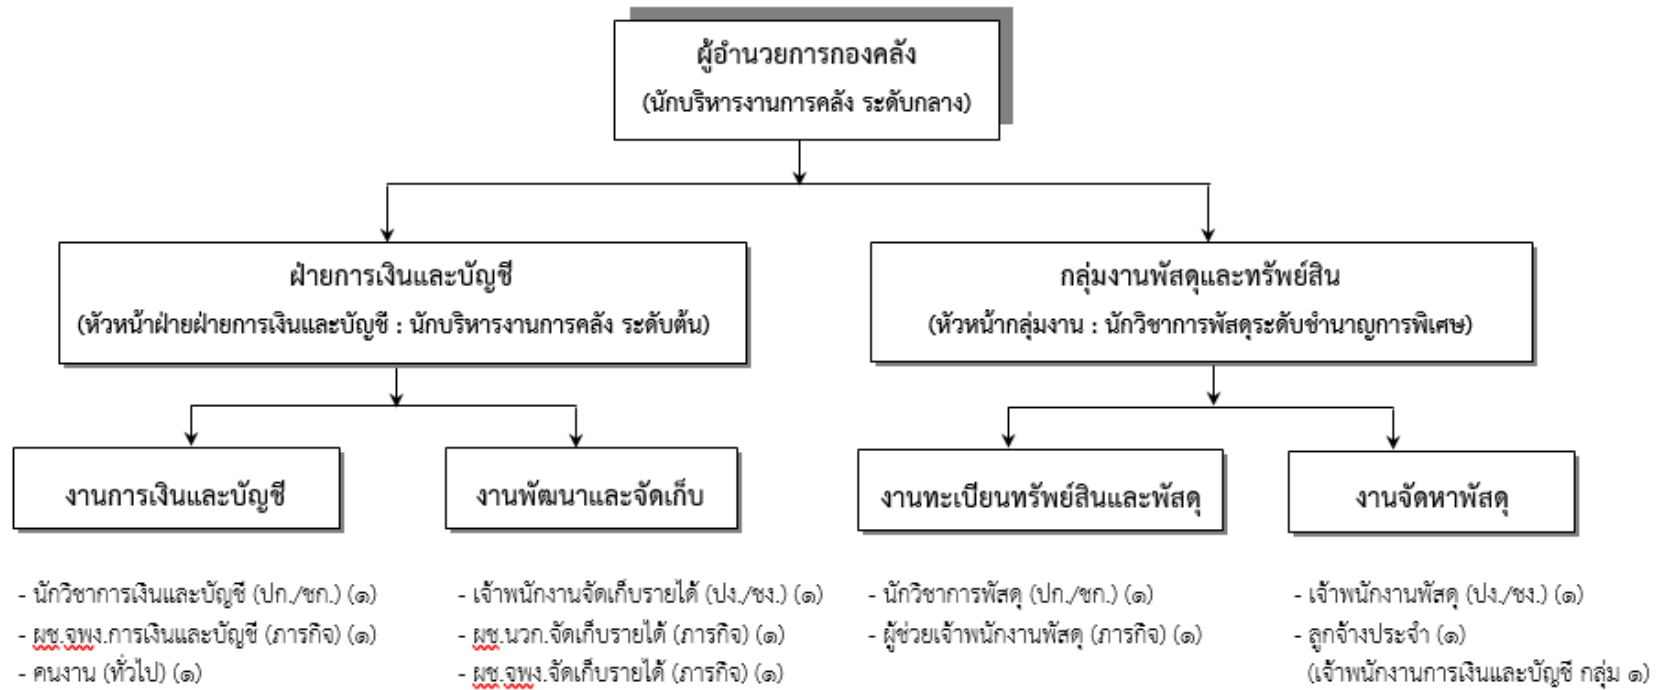 ผู้อำนวยการกองคลัง
(นักบริหารงานการคลัง ระดับกลาง)
ฝ่ายการเงินและบัญชี
(หัวหน้าฝ่ายฝ่ายการเงินและบัญชี : นักบริหารงานการคลัง ระดับต้น)
กลุ่มงานพัสดุและทรัพย์สิน
(หัวหน้ากลุ่มงาน : นักวิชาการพัสดุระดับชำนาญการพิเศษ)
งานการเงินและบัญชี
งานพัฒนาและจัดเก็บ
งานทะเบียนทรัพย์สินและพัสดุ
งานจัดหาพัสดุ
- นักวิชาการเงินและบัญชี (ปก./ชก.) (๑)
- ผช.จพง.การเงินและบัญชี (ภารกิจ) (๑)
- คนงาน (ทั่วไป) (๑)
- เจ้าพนักงานจัดเก็บรายได้ (ปง./ชง.) (๑)
- ผช.นวก.จัดเก็บรายได้ (ภารกิจ) (๑)
- ผช.จพง.จัดเก็บรายได้ (ภารกิจ) (๑)
- นักวิชาการพัสดุ (ปก./ชก.) (๑)
- ผู้ช่วยเจ้าพนักงานพัสดุ (ภารกิจ) (๑)
- เจ้าพนักงานพัสดุ (ปง./ชง.) (๑)
- ลูกจ้างประจำ (๑)
(เจ้าพนักงานการเงินและบัญชี กลุ่ม ๑)